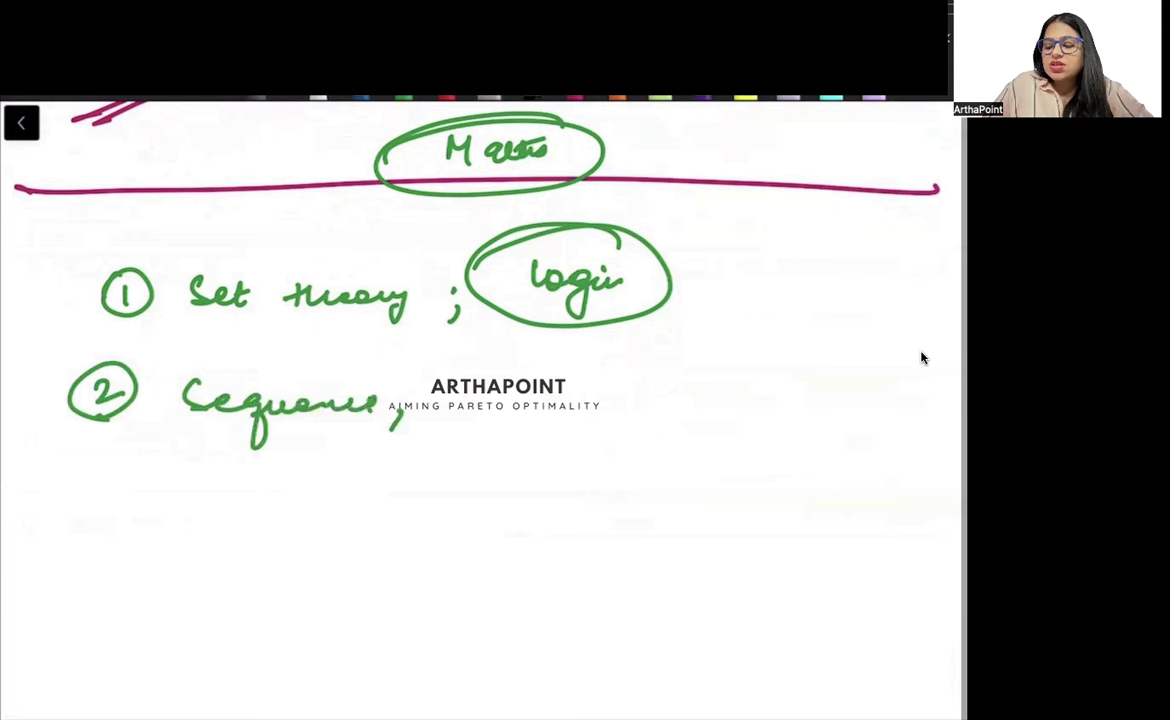 ArthaPoint
Maths
1 Set theory ; Logic
2 Sequence,
ARTHAPOINT
AIMING PARETO OPTIMALITY